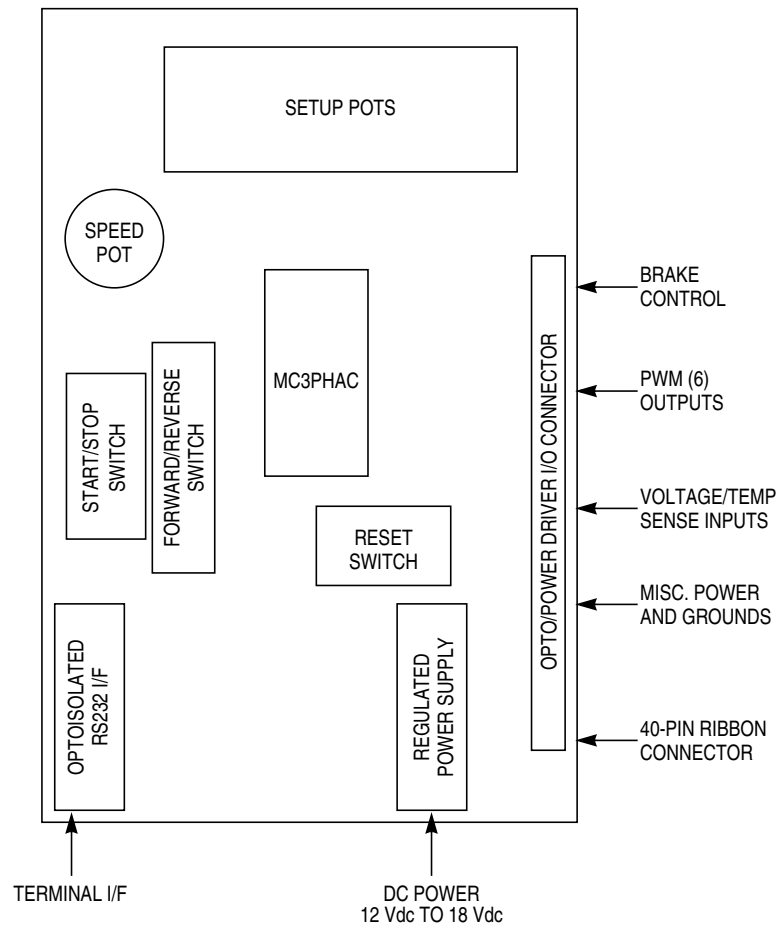 SETUP POTS
SPEED
POT
BRAKE
CONTROL
MC3PHAC
PWM (6)
OUTPUTS
START/STOP
SWITCH
FORWARD/REVERSE
SWITCH
OPTO/POWER DRIVER I/O CONNECTOR
VOLTAGE/TEMP
SENSE INPUTS
RESET
SWITCH
MISC. POWER
AND GROUNDS
OPTOISOLATED
RS232 I/F
REGULATED
POWER SUPPLY
40-PIN RIBBON
CONNECTOR
TERMINAL I/F
DC POWER
12 Vdc TO 18 Vdc